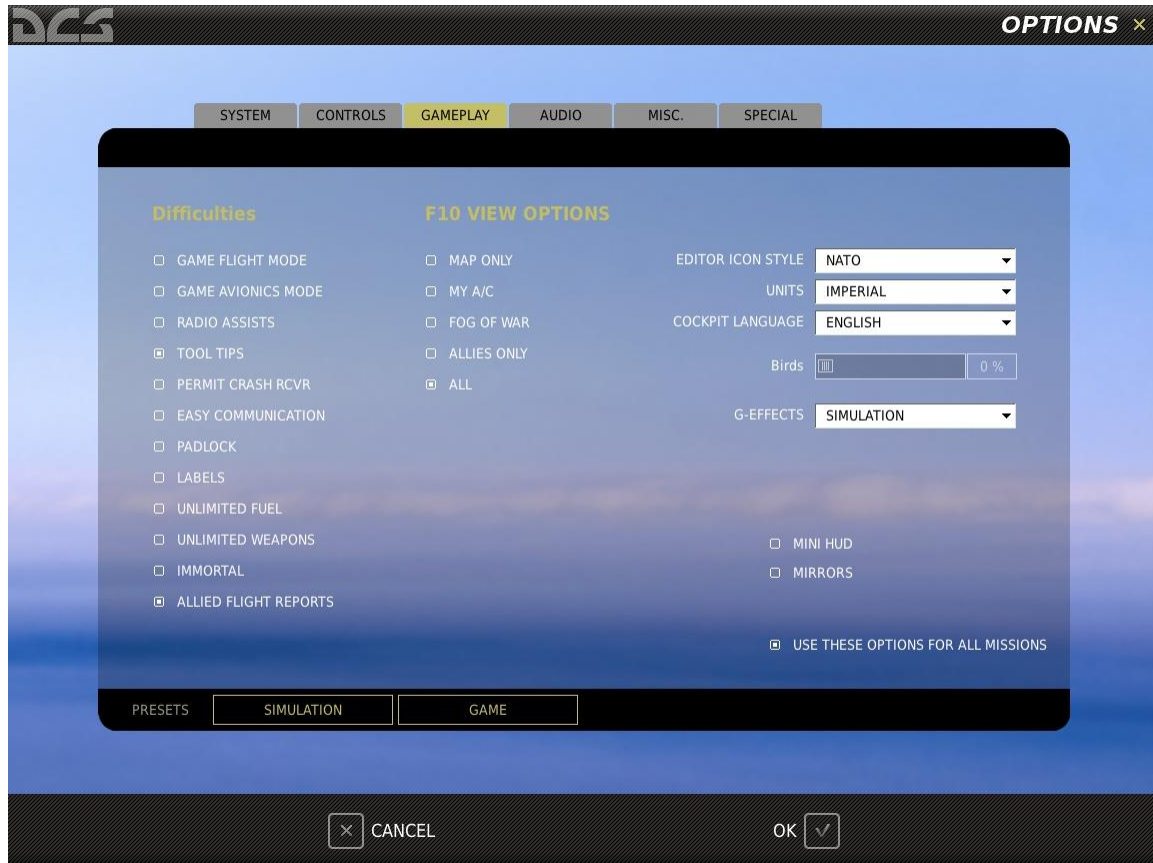 DCS
OPTIONS
SYSTEM CONTROLS GAMEPLAY AUDIO MISC. SPECIAL
Difficulties
GAME FLIGHT MODE
GAME AVIONICS MODE
RADIO ASSISTS
TOOL TIPS
PERMIT CRASH RCVR
EASY COMMUNICATION
PADLOCK
LABELS
UNLIMITED FUEL
UNLIMITED WEAPONS
IMMORTAL
ALLIED FLIGHT REPORTS
F10 VIEW OPTIONS
MAP ONLY
MY A/C
FOG OF WAR
ALLIES ONLY
ALL
EDITOR ICON STYLE NATO
UNITS IMPERIAL
COCKPIT LANGUAGE ENGLISH
Birds 0 %
G-EFFECTS SIMULATION
MINI HUD
MIRRORS
USE THESE OPTIONS FOR ALL MISSIONS
PRESETS SIMULATION GAME
CANCEL OK